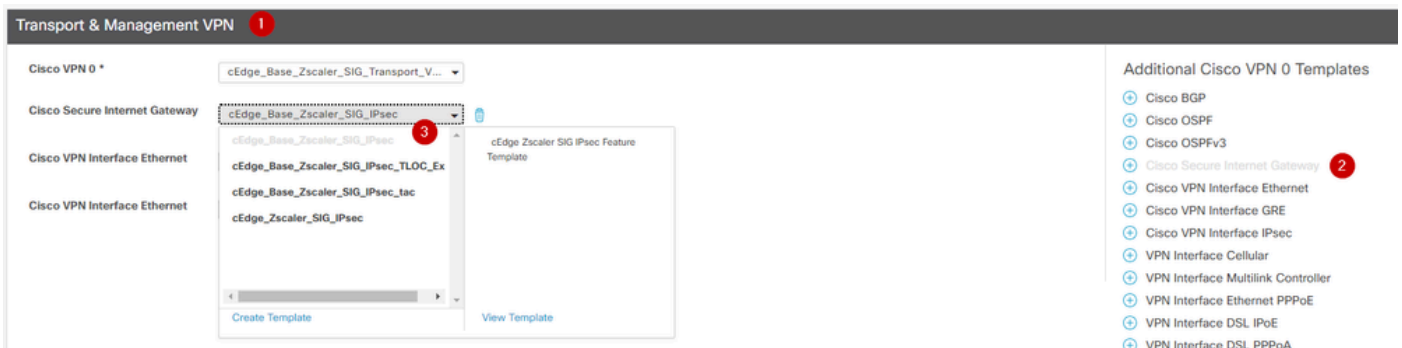 Transport & Management VPN 1
Cisco VPN 0 *
cEdge_Base_Zscaler_SIG_Transport_V...
Cisco Secure Internet Gateway
cEdge_Base_Zscaler_SIG_IPsec
3
cEdge_Base_Zscaler_SIG_IPsec
cEdge_Base_Zscaler_SIG_IPsec_TLOC_Ex
cEdge_Base_Zscaler_SIG_IPsec_tac
cEdge_Zscaler_SIG_IPsec
Create Template
cEdge Zscaler SIG IPsec Feature
Template
View Template
Cisco VPN Interface Ethernet
Cisco VPN Interface Ethernet
Additional Cisco VPN 0 Templates
Cisco BGP
Cisco OSPF
Cisco OSPFv3
Cisco Secure Internet Gateway 2
Cisco VPN Interface Ethernet
Cisco VPN Interface GRE
Cisco VPN Interface IPsec
VPN Interface Cellular
VPN Interface Multilink Controller
VPN Interface Ethernet PPPoE
VPN Interface DSL IPoE
VPN Interface DSL PPPoA